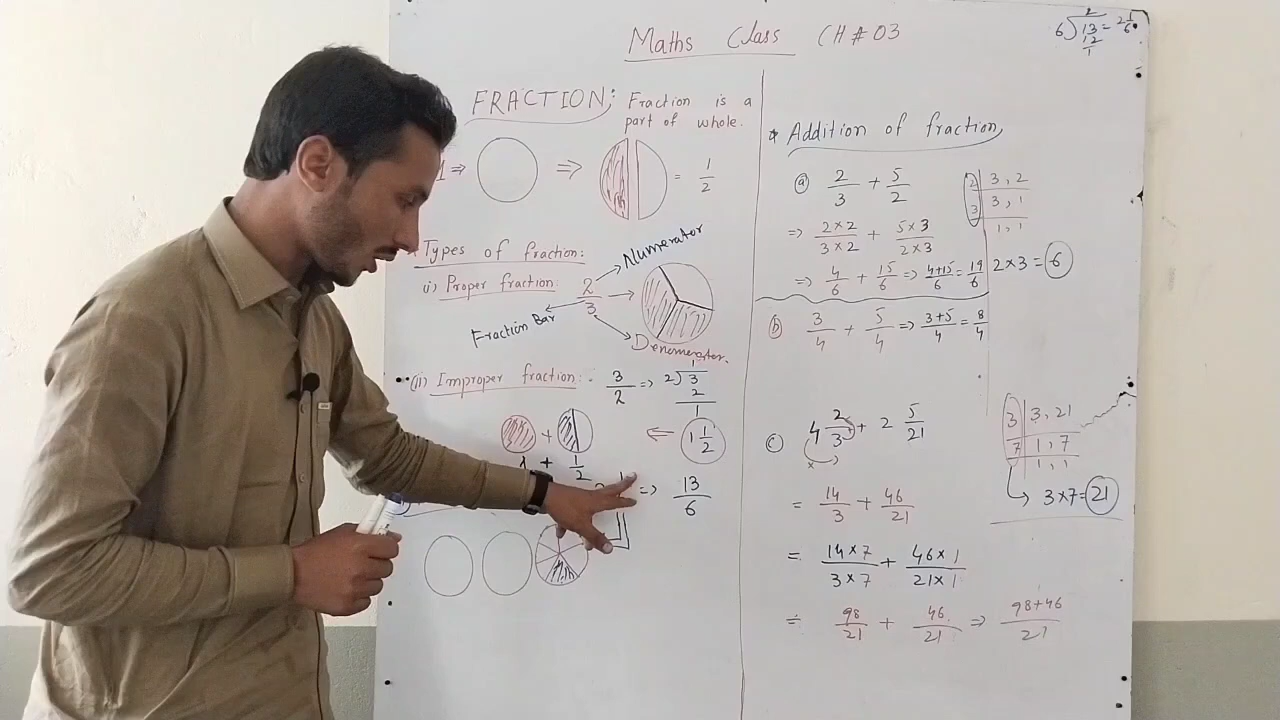 Maths Class CH # 03
2
6) 13 = 2 1/6
12
1
FRACTION:
Fraction is a
part of whole.
1 ⇒ ⇒ = 1/2
Types of fraction:
(i) Proper fraction:
2/3
Numerator
Fraction Bar
Denomerator.
(ii) Improper fraction:- 3/2 ⇒ 2) 3
1
2
1
+ ⇐ 1 1/2
1 + 1/2
⇒ 13/6
* Addition of fraction,
(a) 2/3 + 5/2
2 | 3, 2
3 | 3, 1
1, 1
⇒ 2×2/3×2 + 5×3/2×3
⇒ 4/6 + 15/6 ⇒ 4+15/6 = 19/6
2×3 = 6
(b) 3/4 + 5/4 ⇒ 3+5/4 = 8/4
(c) 4 2/3 + 2 5/21
3 | 3, 21
7 | 1, 7
1, 1
→ 3×7 = 21
= 14/3 + 46/21
= 14×7/3×7 + 46×1/21×1
= 98/21 + 46/21 ⇒ 98+46/21